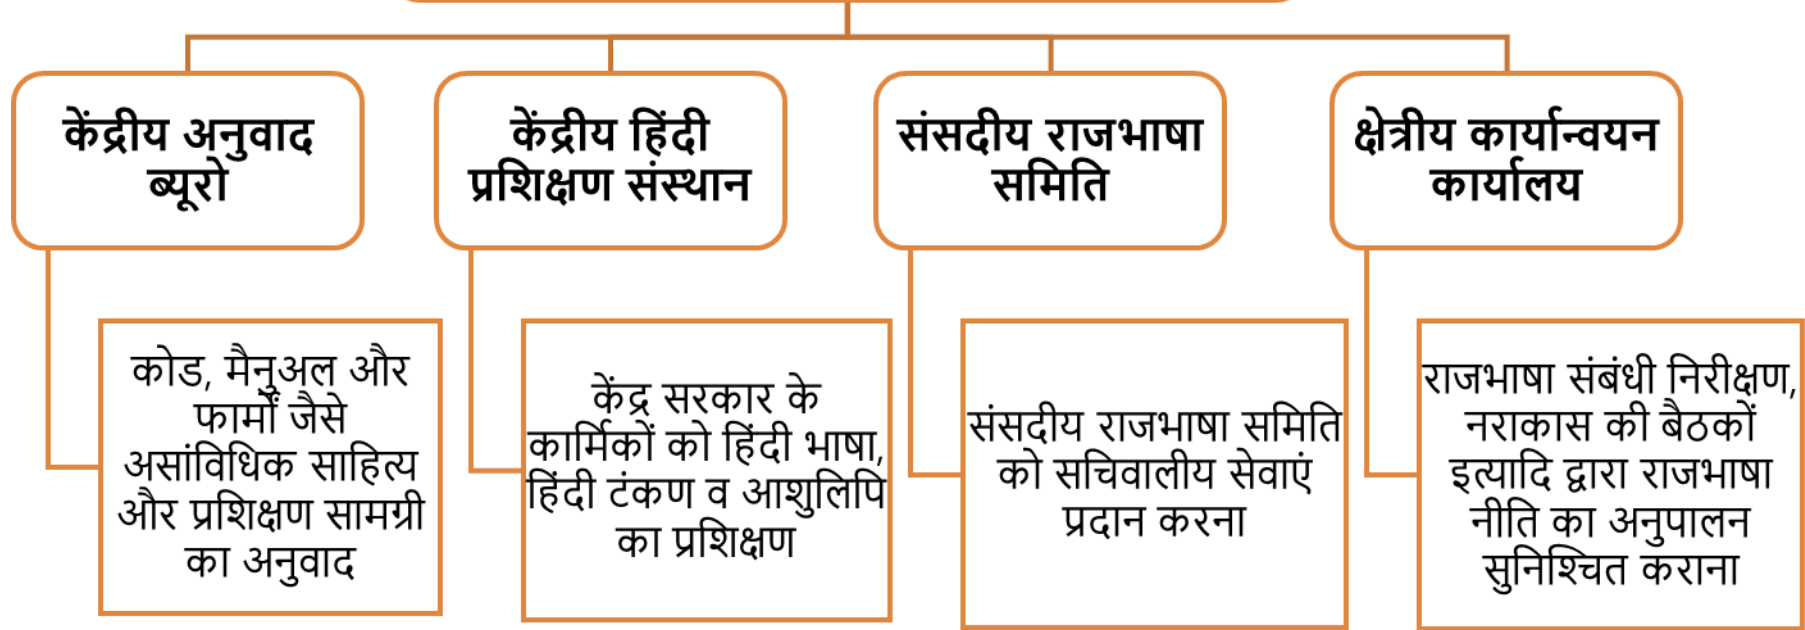 केंद्रीय अनुवाद
ब्यूरो
कोड, मैनुअल और
फार्मों जैसे
असांविधिक साहित्य
और प्रशिक्षण सामग्री
का अनुवाद
केंद्रीय हिंदी
प्रशिक्षण संस्थान
केंद्र सरकार के
कार्मिकों को हिंदी भाषा,
हिंदी टंकण व आशुलिपि
का प्रशिक्षण
संसदीय राजभाषा
समिति
संसदीय राजभाषा समिति
को सचिवालीय सेवाएं
प्रदान करना
क्षेत्रीय कार्यान्वयन
कार्यालय
राजभाषा संबंधी निरीक्षण,
नराकास की बैठकों
इत्यादि द्वारा राजभाषा
नीति का अनुपालन
सुनिश्चित कराना